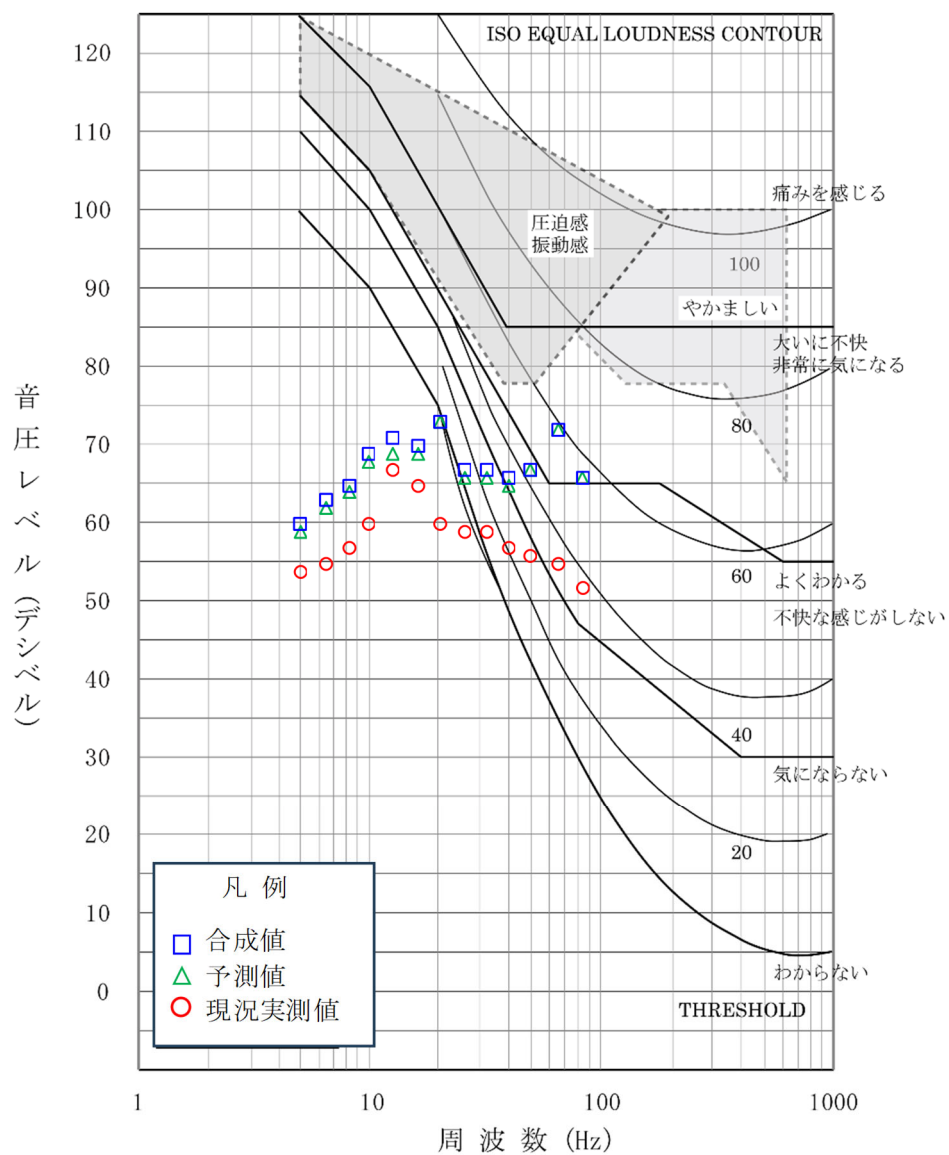 ISO EQUAL LOUDNESS CONTOUR
120
110
100
90
80
70
60
50
40
30
20
10
0
音圧レベル(デシベル)
圧迫感
振動感
痛みを感じる
100
やかましい
大いに不快
非常に気になる
80
60
よくわかる
不快な感じがしない
40
気にならない
20
わからない
THRESHOLD
凡 例
合成値
予測値
現況実測値
1
10
100
1000
周 波 数 (Hz)